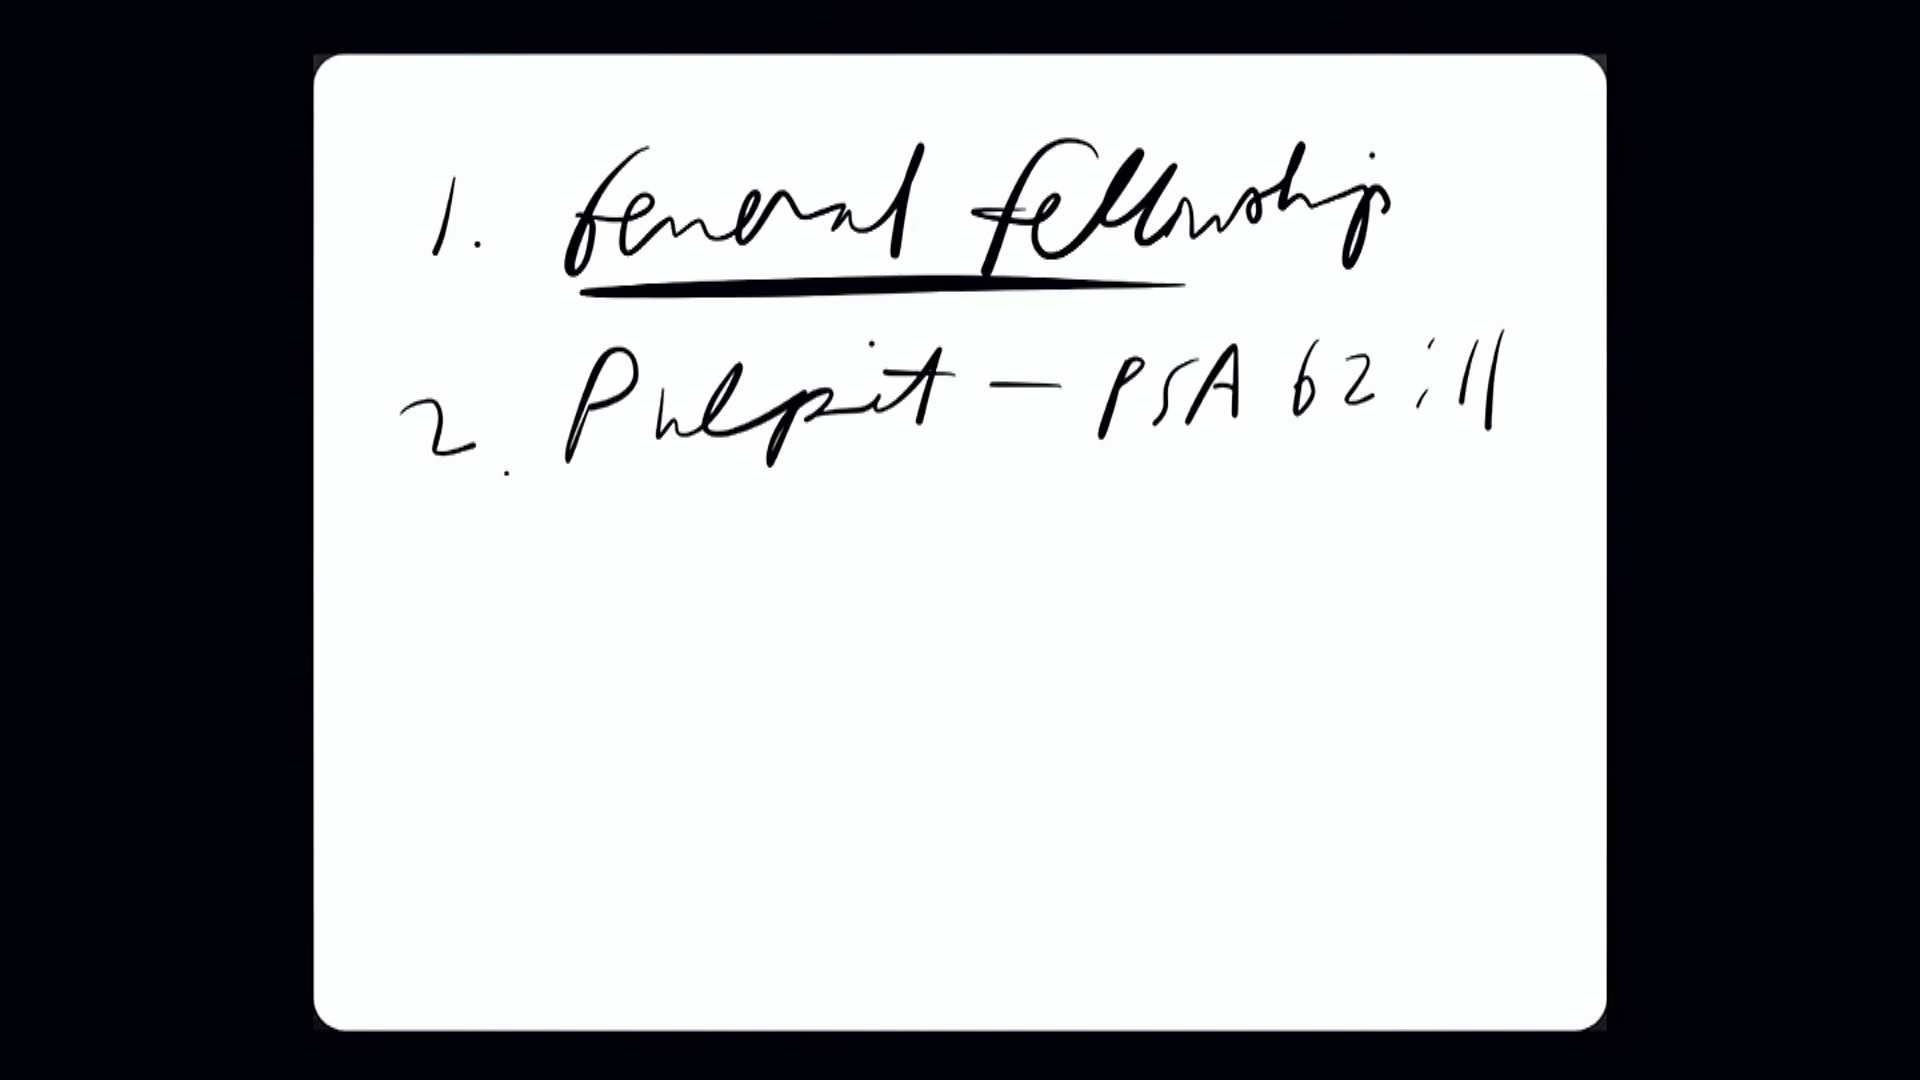 1. General fellowship
2. Pulpit — PSA 62:11